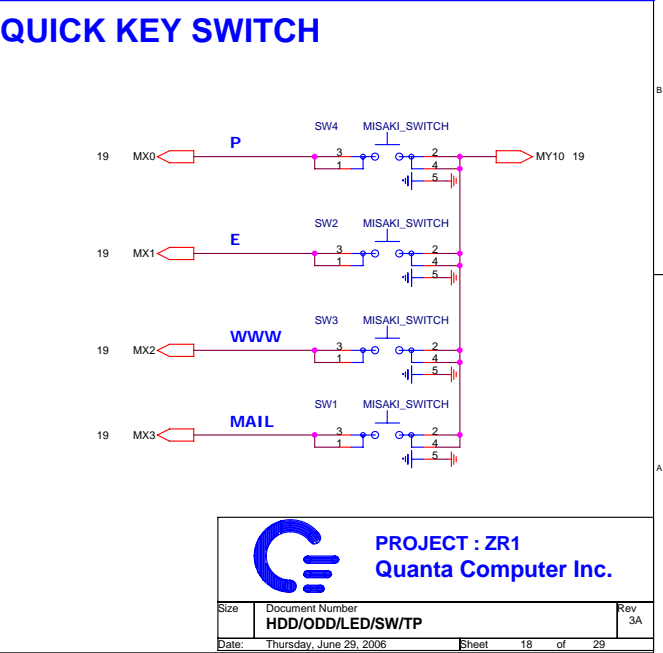 QUICK KEY SWITCH
B
SW4 MISAKI_SWITCH
19 MX0 P 3 2 MY10 19
1 4
5
SW2 MISAKI_SWITCH
19 MX1 E 3 2
1 4
5
SW3 MISAKI_SWITCH
19 MX2 WWW 3 2
1 4
5
SW1 MISAKI_SWITCH
19 MX3 MAIL 3 2
1 4
5
A
PROJECT : ZR1
Quanta Computer Inc.
Size Document Number Rev
HDD/ODD/LED/SW/TP 3A
Date: Thursday, June 29, 2006 Sheet 18 of 29